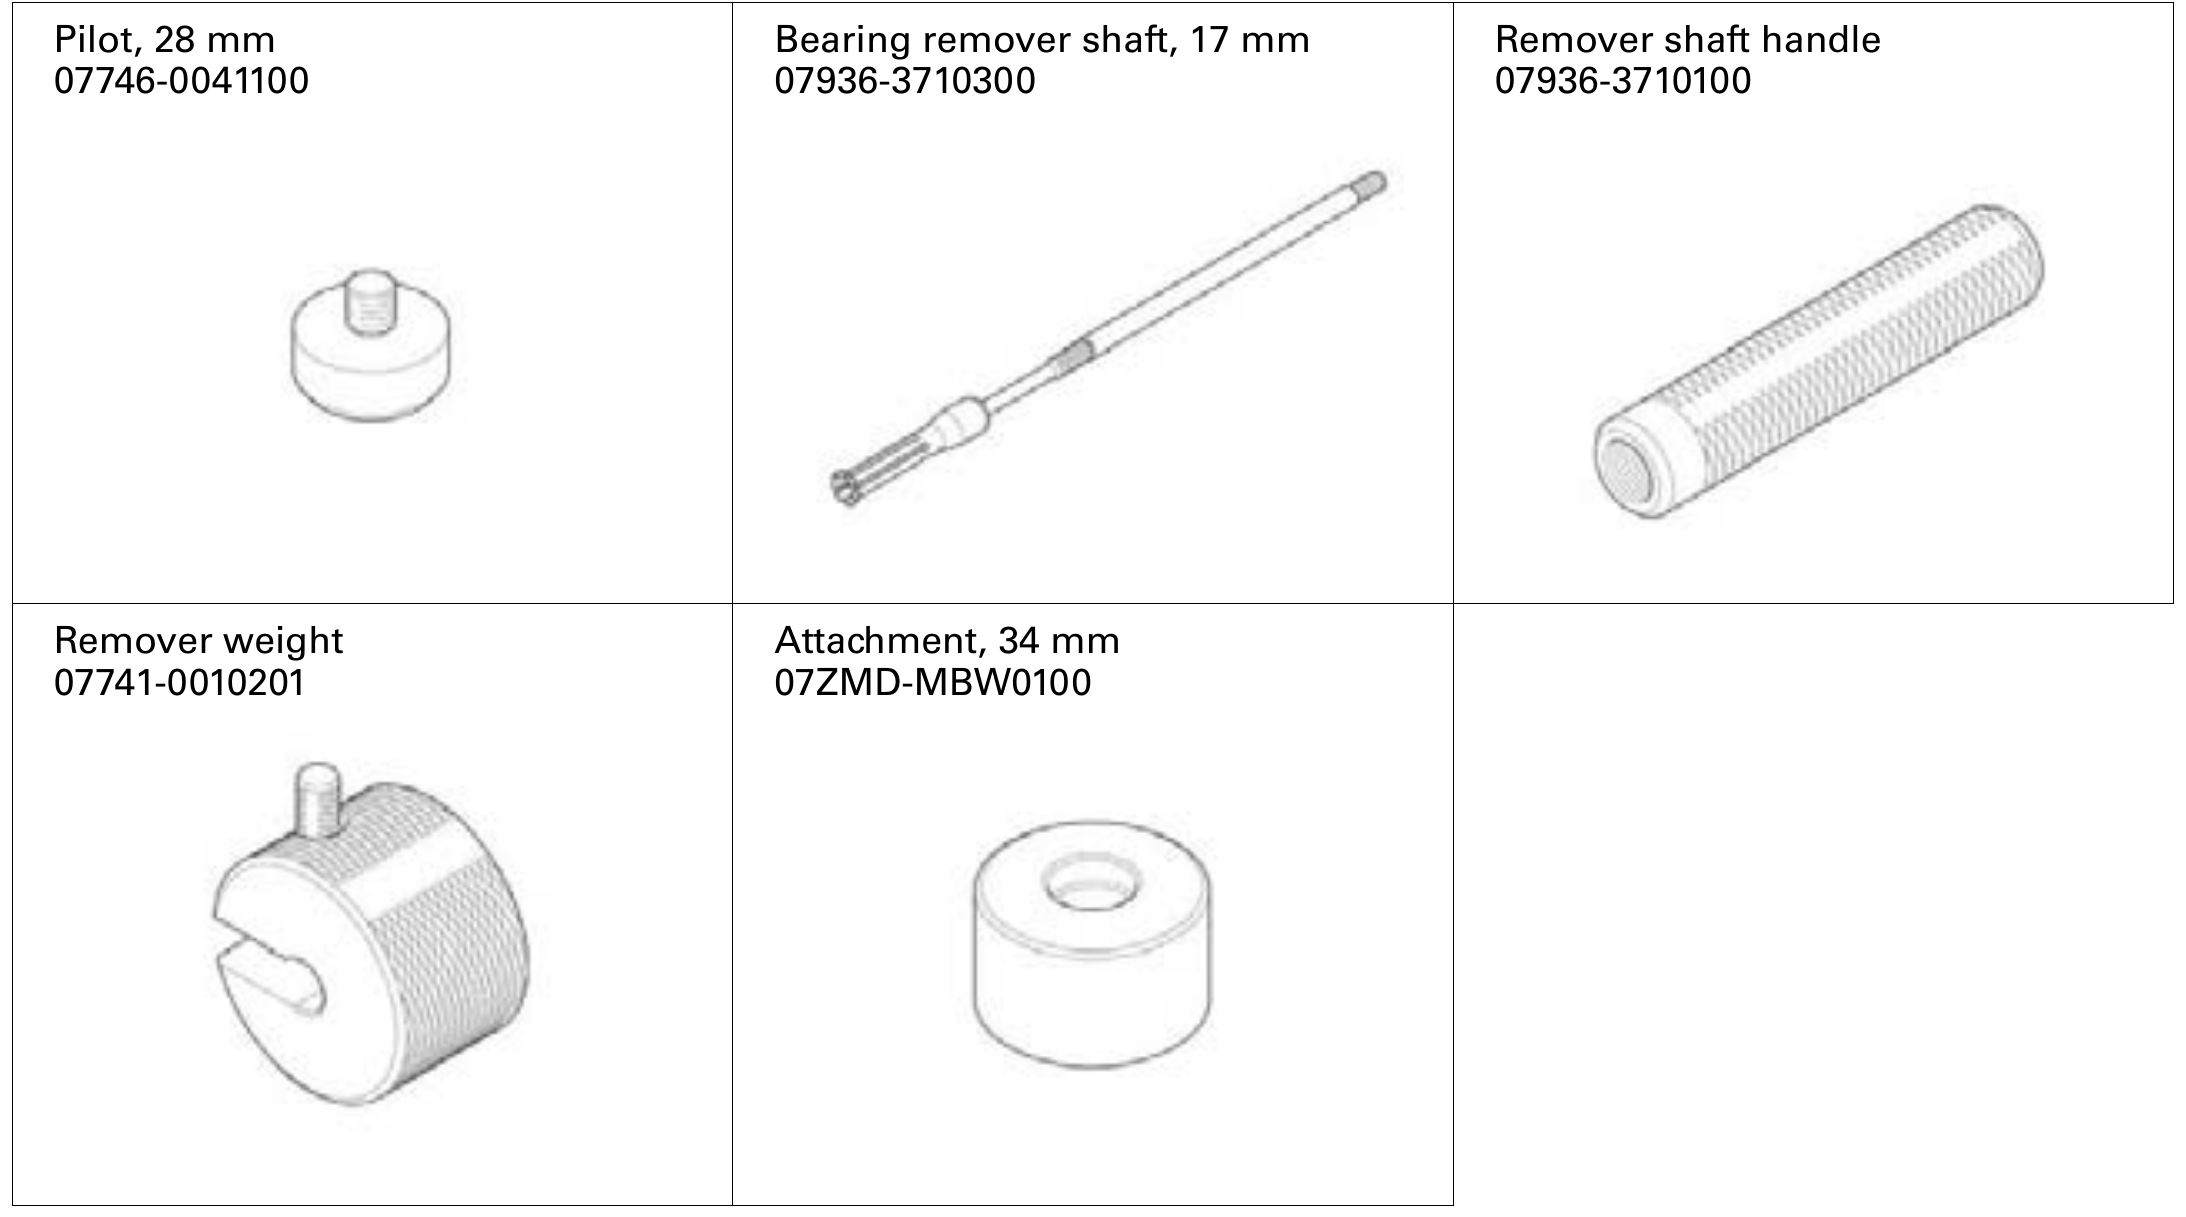 Pilot, 28 mm
07746-0041100
Bearing remover shaft, 17 mm
07936-3710300
Remover shaft handle
07936-3710100
Remover weight
07741-0010201
Attachment, 34 mm
07ZMD-MBW0100